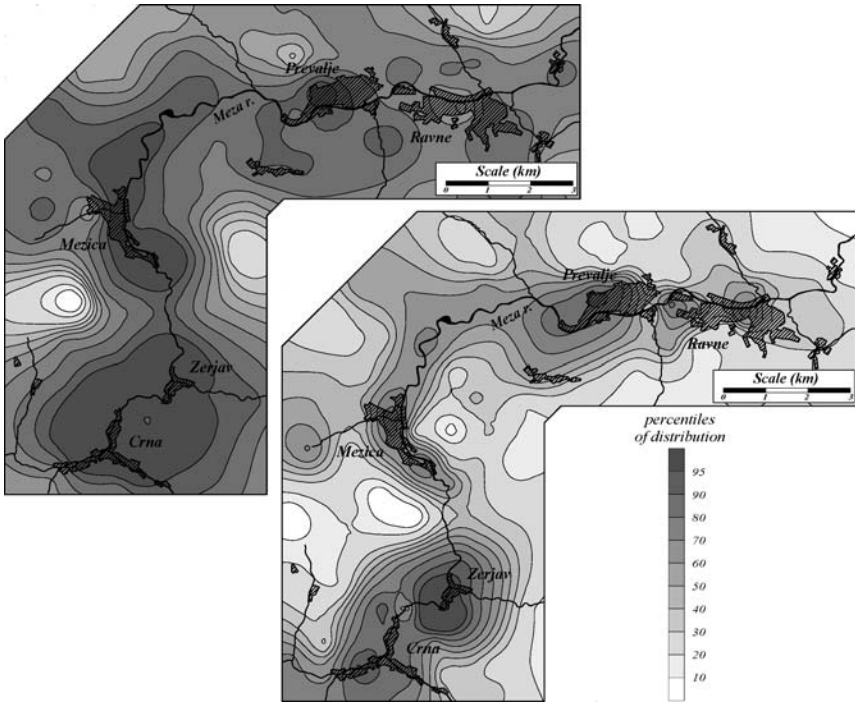 Prevalje
Meza r.
Ravne
Scale (km)
0 1 2 3
Mezica
Zerjav
Crna
Prevalje
Meza r.
Ravne
Scale (km)
0 1 2 3
Mezica
Zerjav
Crna
percentiles
of distribution
95
90
80
70
60
50
40
30
20
10